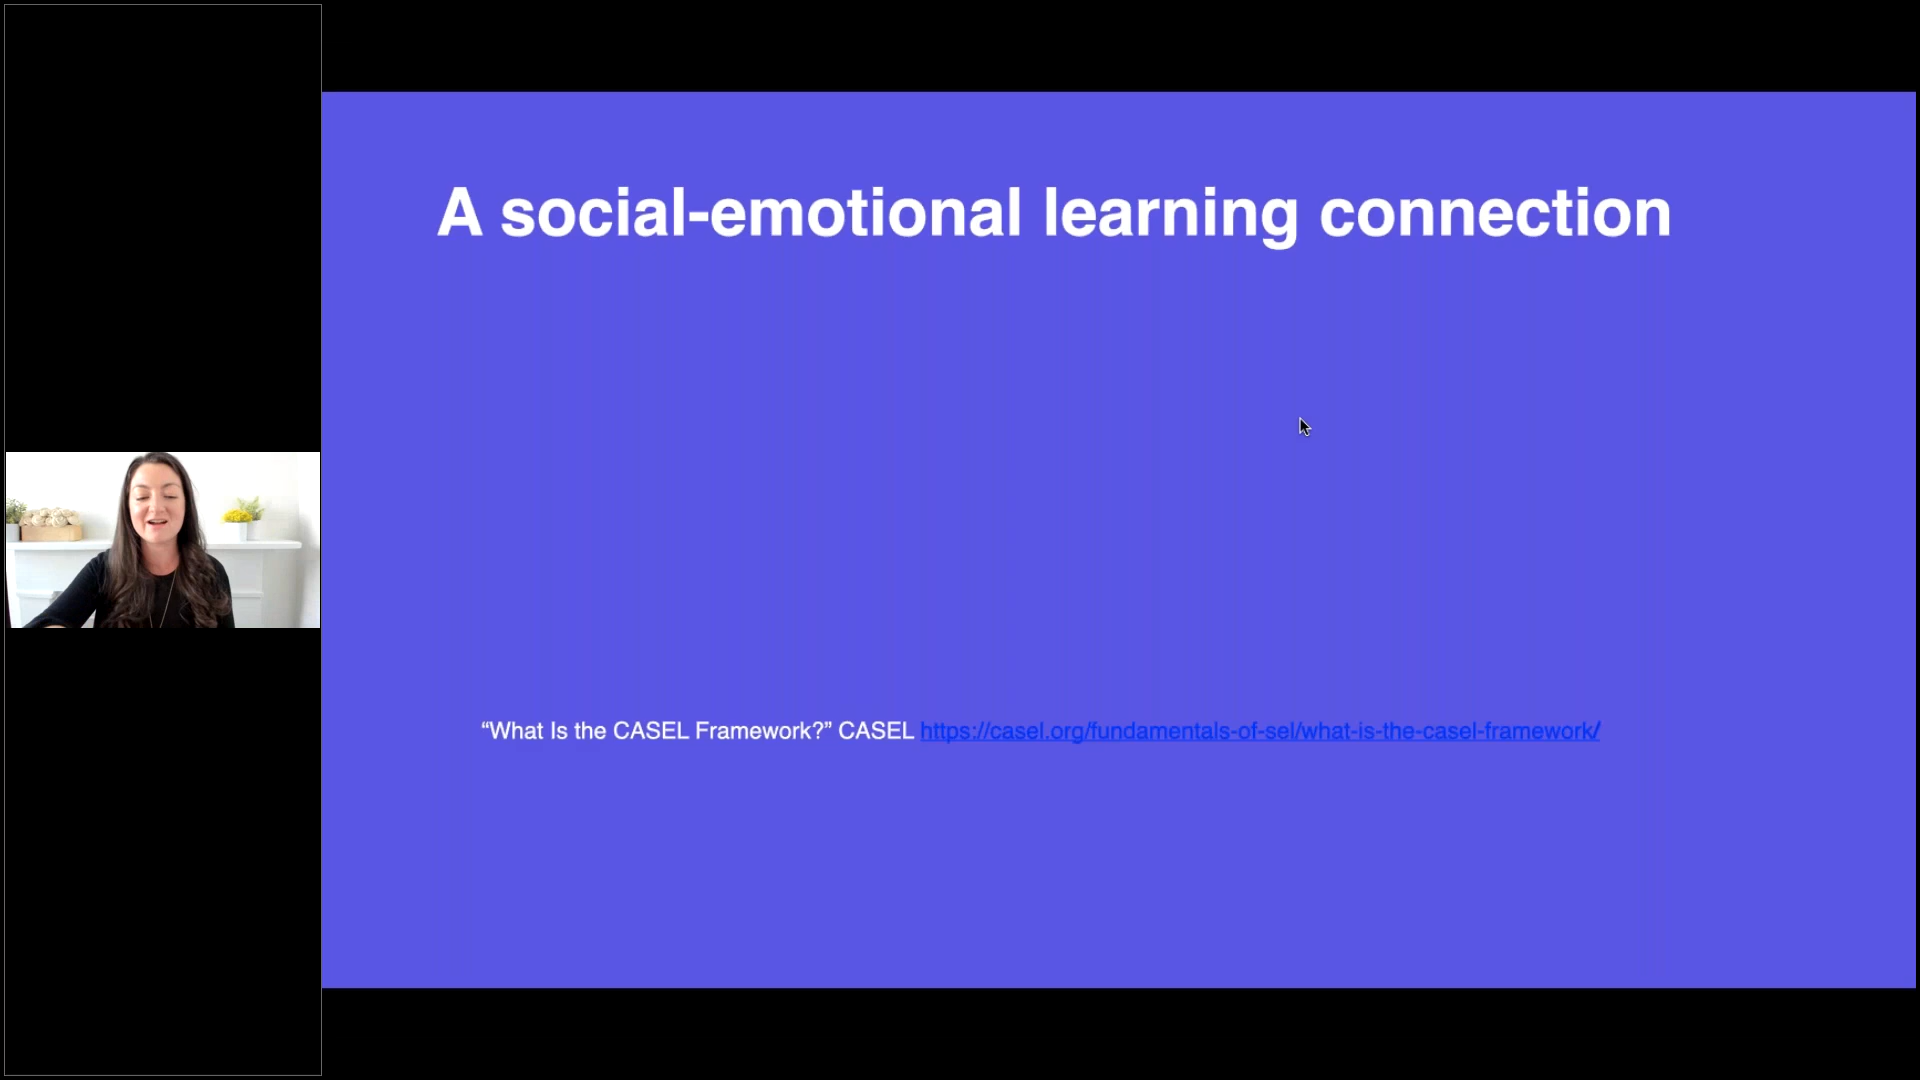 A social-emotional learning connection
“What Is the CASEL Framework?” CASEL https://casel.org/fundamentals-of-sel/what-is-the-casel-framework/